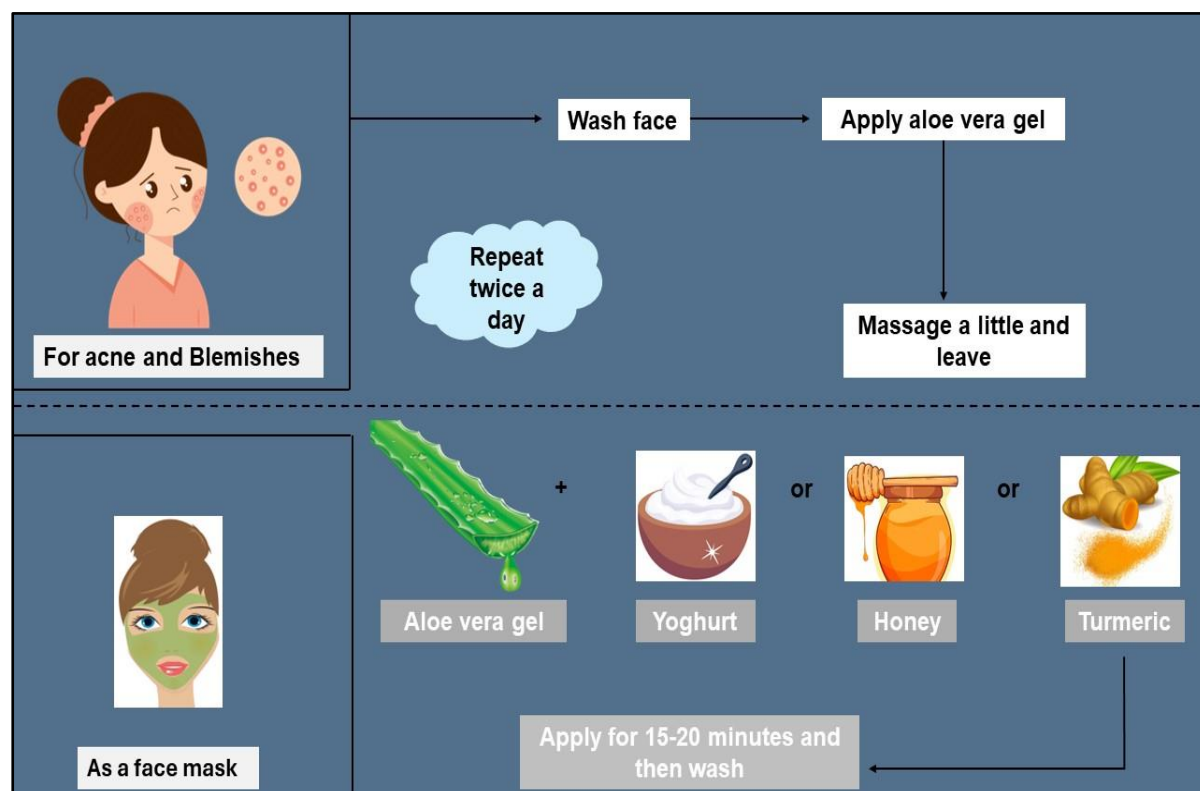 Wash face
Apply aloe vera gel
Repeat
twice a
day
Massage a little and
leave
For acne and Blemishes
+
or
or
Aloe vera gel
Yoghurt
Honey
Turmeric
Apply for 15-20 minutes and
then wash
As a face mask